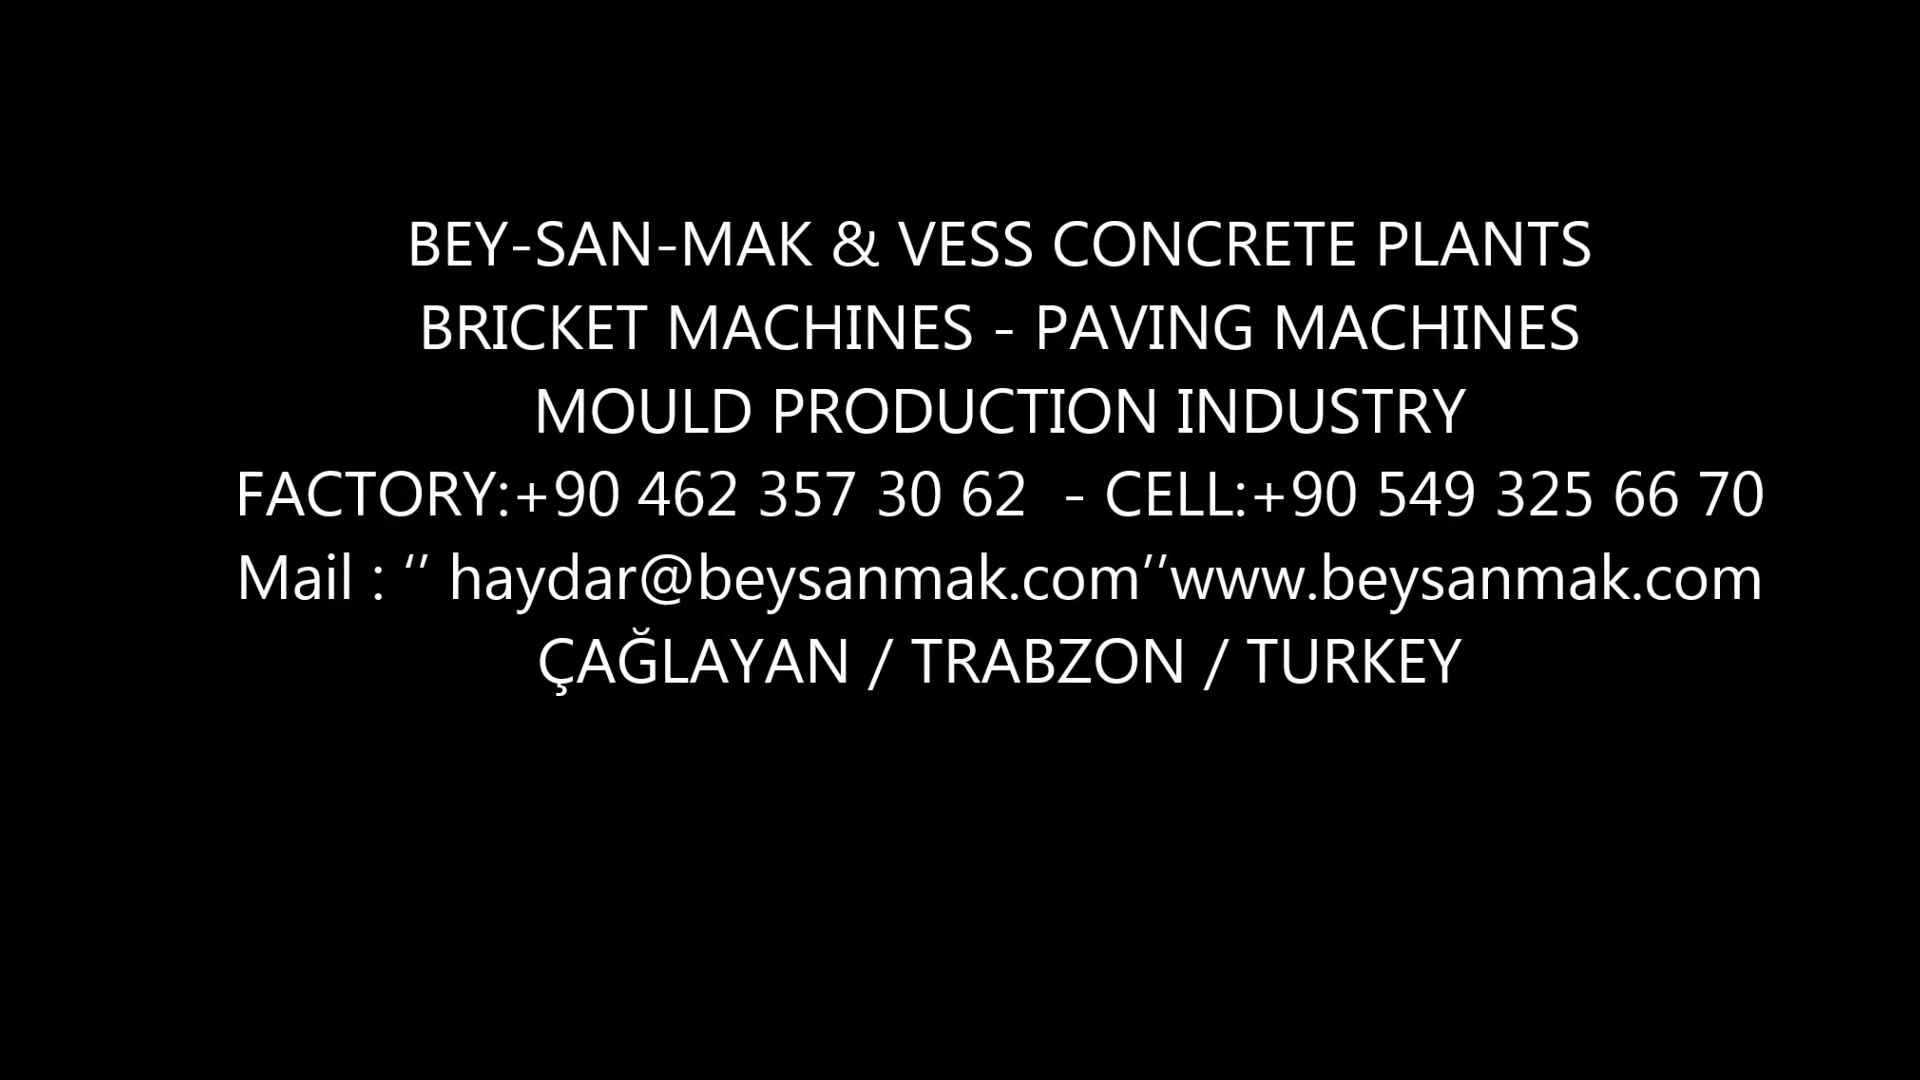 BEY-SAN-MAK & VESS CONCRETE PLANTS
BRICKET MACHINES - PAVING MACHINES
MOULD PRODUCTION INDUSTRY
FACTORY:+90 462 357 30 62  - CELL:+90 549 325 66 70
Mail : ‘’ haydar@beysanmak.com’’www.beysanmak.com
ÇAĞLAYAN / TRABZON / TURKEY